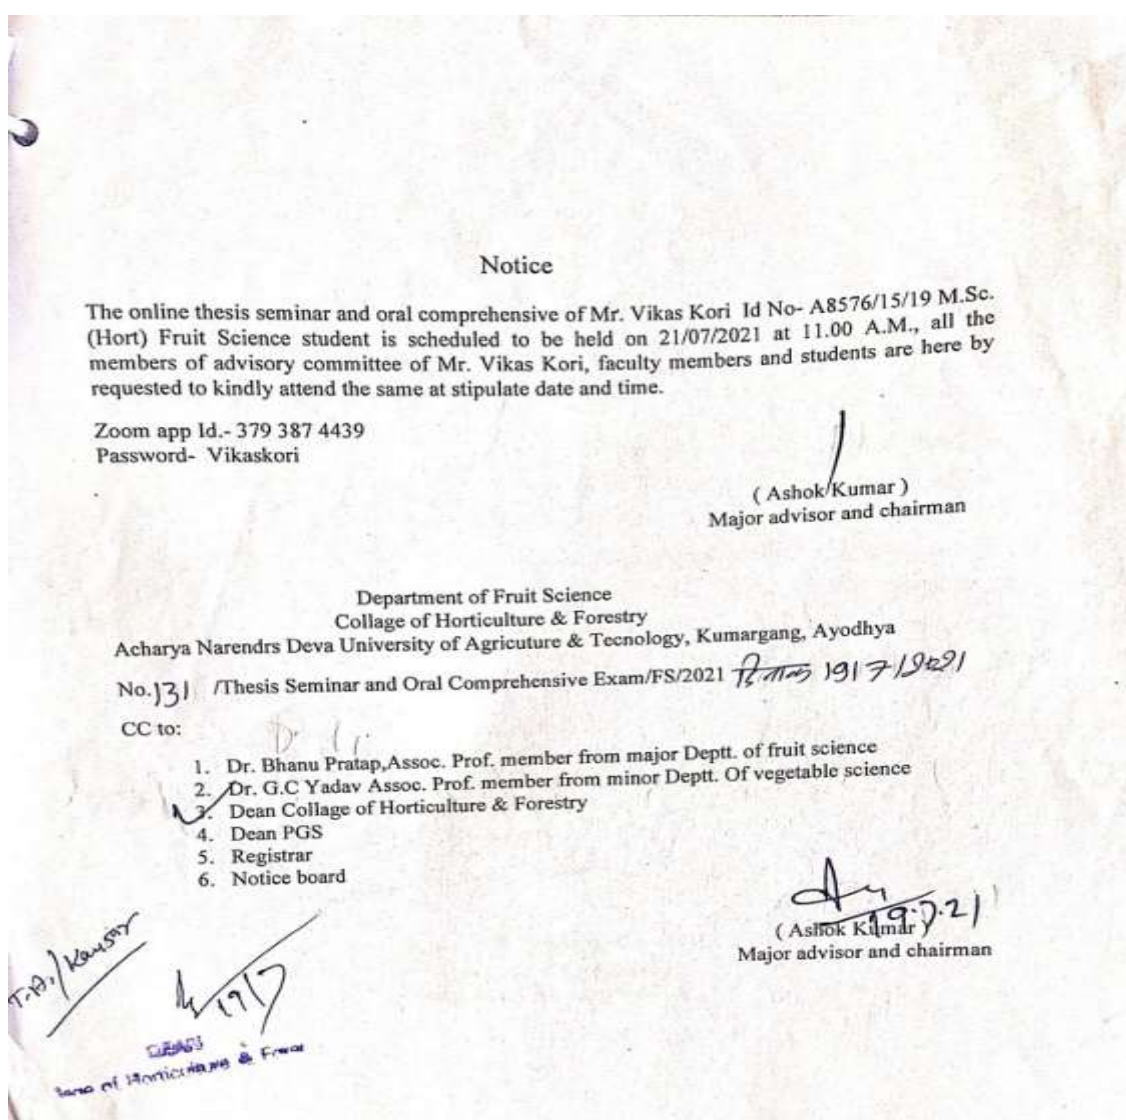 Notice
The online thesis seminar and oral comprehensive of Mr. Vikas Kori Id No- A8576/15/19 M.Sc.
(Hort) Fruit Science student is scheduled to be held on 21/07/2021 at 11.00 A.M., all the
members of advisory committee of Mr. Vikas Kori, faculty members and students are here by
requested to kindly attend the same at stipulate date and time.
Zoom app Id.- 379 387 4439
Password- Vikaskori
( Ashok Kumar )
Major advisor and chairman
Department of Fruit Science
Collage of Horticulture & Forestry
Acharya Narendrs Deva University of Agricuture & Tecnology, Kumargang, Ayodhya
No.131 /Thesis Seminar and Oral Comprehensive Exam/FS/2021 दिनांक 19/7/2021
CC to:
1. Dr. Bhanu Pratap,Assoc. Prof. member from major Deptt. of fruit science
2. Dr. G.C Yadav Assoc. Prof. member from minor Deptt. Of vegetable science
3. Dean Collage of Horticulture & Forestry
4. Dean PGS
5. Registrar
6. Notice board
19.7.21
( Ashok Kumar )
Major advisor and chairman
19/7
DEAN
of Horticulture &